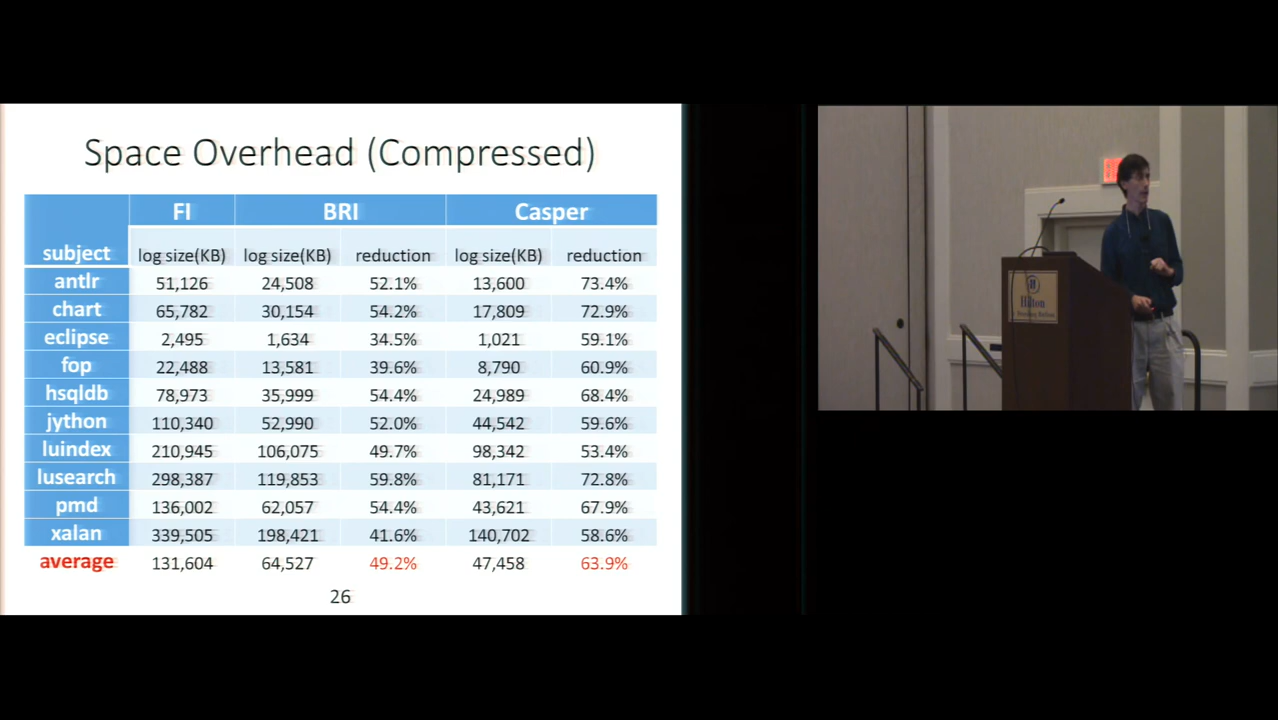 Space Overhead (Compressed)
FI BRI Casper
subject log size(KB) log size(KB) reduction log size(KB) reduction
antlr 51,126 24,508 52.1% 13,600 73.4%
chart 65,782 30,154 54.2% 17,809 72.9%
eclipse 2,495 1,634 34.5% 1,021 59.1%
fop 22,488 13,581 39.6% 8,790 60.9%
hsqldb 78,973 35,999 54.4% 24,989 68.4%
jython 110,340 52,990 52.0% 44,542 59.6%
luindex 210,945 106,075 49.7% 98,342 53.4%
lusearch 298,387 119,853 59.8% 81,171 72.8%
pmd 136,002 62,057 54.4% 43,621 67.9%
xalan 339,505 198,421 41.6% 140,702 58.6%
average 131,604 64,527 49.2% 47,458 63.9%
26
Hilton